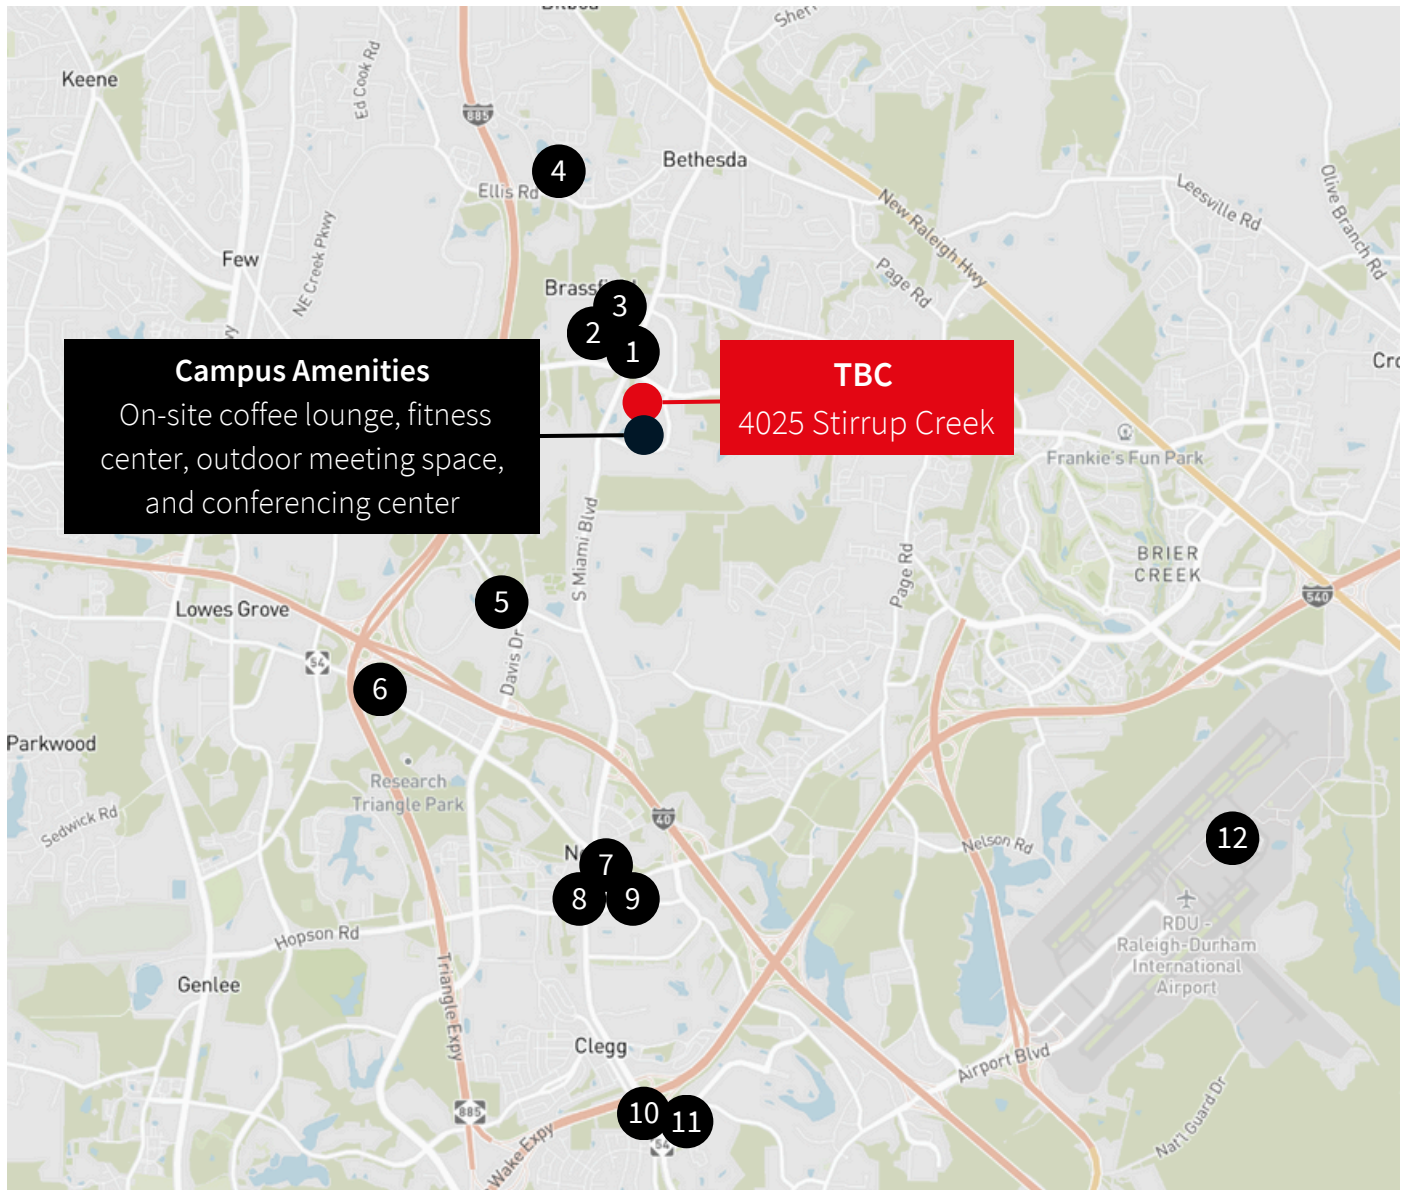 Sher
Keene
Ed Cook Rd
885
Bethesda
4
Ellis Rd
Leesville Rd
Olive Branch Rd
New Raleigh Hwy
Few
NE Creek Pkwy
Page Rd
3
2
1
Campus Amenities
On-site coffee lounge, fitness
center, outdoor meeting space,
and conferencing center
TBC
4025 Stirrup Creek
Frankie's Fun Park
S Miami Blvd
BRIER
CREEK
Page Rd
540
5
Lowes Grove
54
Davis Dr
6
Parkwood
Research
Triangle Park
Sedwick Rd
40
Nelson Rd
12
7
8
9
RDU -
Raleigh-Durham
International
Airport
Hopson Rd
Genlee
Triangle Expy
Clegg
Airport Blvd
Nat'l Guard Dr
885
10
11
54
Wake Expy